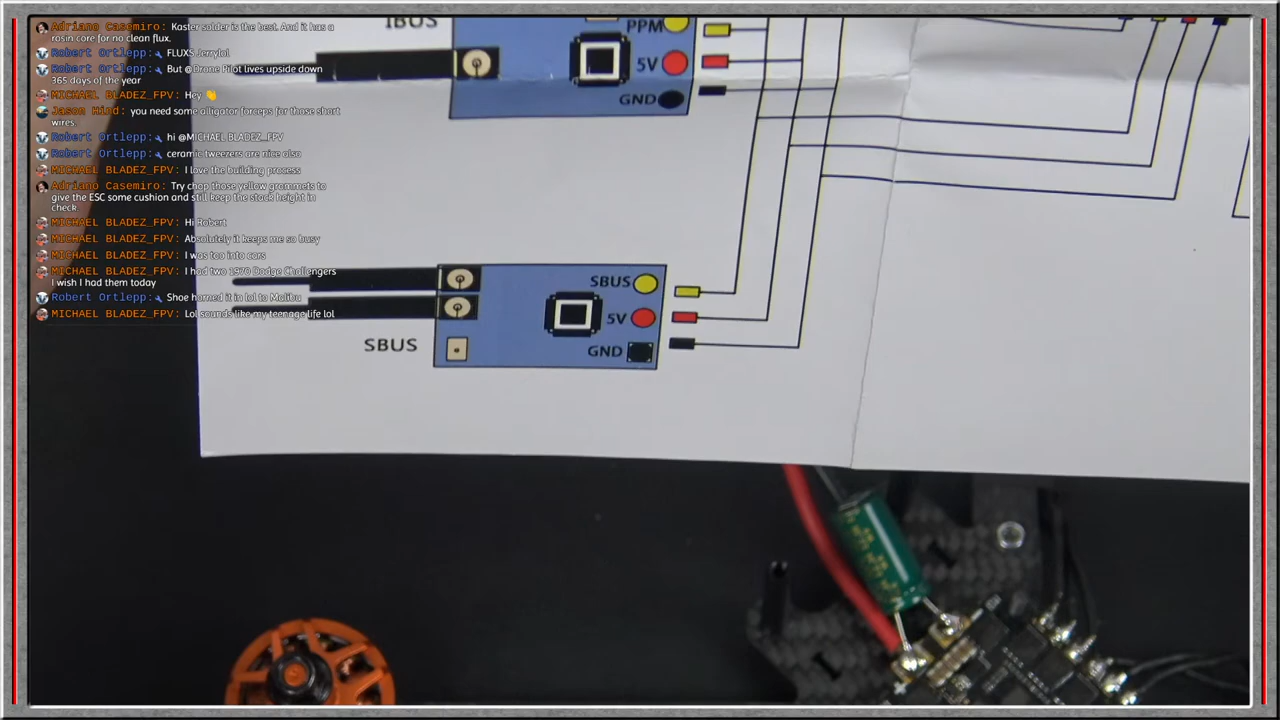 Adriano Casemiro: Kaster solder is the best. And it has a
rosin core for no clean flux.
Robert Ortlepp: FLUXS Jerrylol
Robert Ortlepp: But @Drone Pilot lives upside down
365 days of the year
MICHAEL BLADEZ_FPV: Hey 👋
Jason Hind: you need some alligator forceps for those short
wires.
Robert Ortlepp: hi @MICHAEL BLADEZ_FPV
Robert Ortlepp: ceramic tweezers are nice also
MICHAEL BLADEZ_FPV: I love the building prosess
Adriano Casemiro: Try chop those yellow grommets to
give the ESC some cushion and still keep the stack height in
check.
MICHAEL BLADEZ_FPV: Hi Robert
MICHAEL BLADEZ_FPV: Absolutely it keeps me so busy
MICHAEL BLADEZ_FPV: I was too into cars
MICHAEL BLADEZ_FPV: I had two 1970 Dodge Challengers
I wish I had them today
Robert Ortlepp: Shoe horned it in lol to Malibu
MICHAEL BLADEZ_FPV: Lol sounds like my teenage life lol
IBUS
PPM
5V
GND
SBUS
5V
GND
SBUS